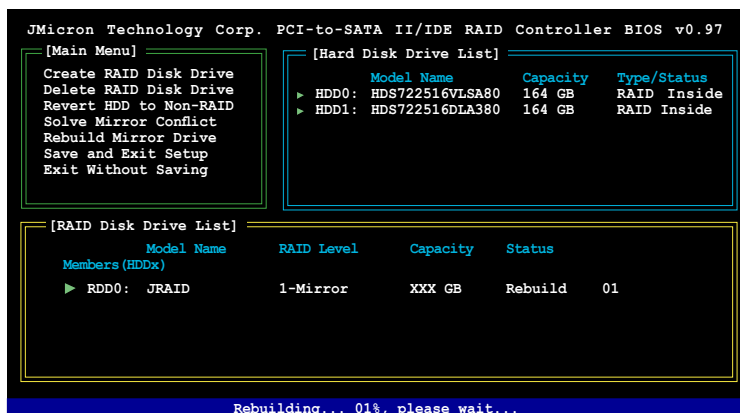 JMicron Technology Corp. PCI-to-SATA II/IDE RAID Controller BIOS v0.97
[Main Menu]
Create RAID Disk Drive
Delete RAID Disk Drive
Revert HDD to Non-RAID
Solve Mirror Conflict
Rebuild Mirror Drive
Save and Exit Setup
Exit Without Saving
[Hard Disk Drive List]
Model Name Capacity Type/Status
HDD0: HDS722516VLSA80 164 GB RAID Inside
HDD1: HDS722516DLA380 164 GB RAID Inside
[RAID Disk Drive List]
Model Name RAID Level Capacity Status
Members(HDDx)
RDD0: JRAID 1-Mirror XXX GB Rebuild 01
Rebuilding... 01%, please wait...